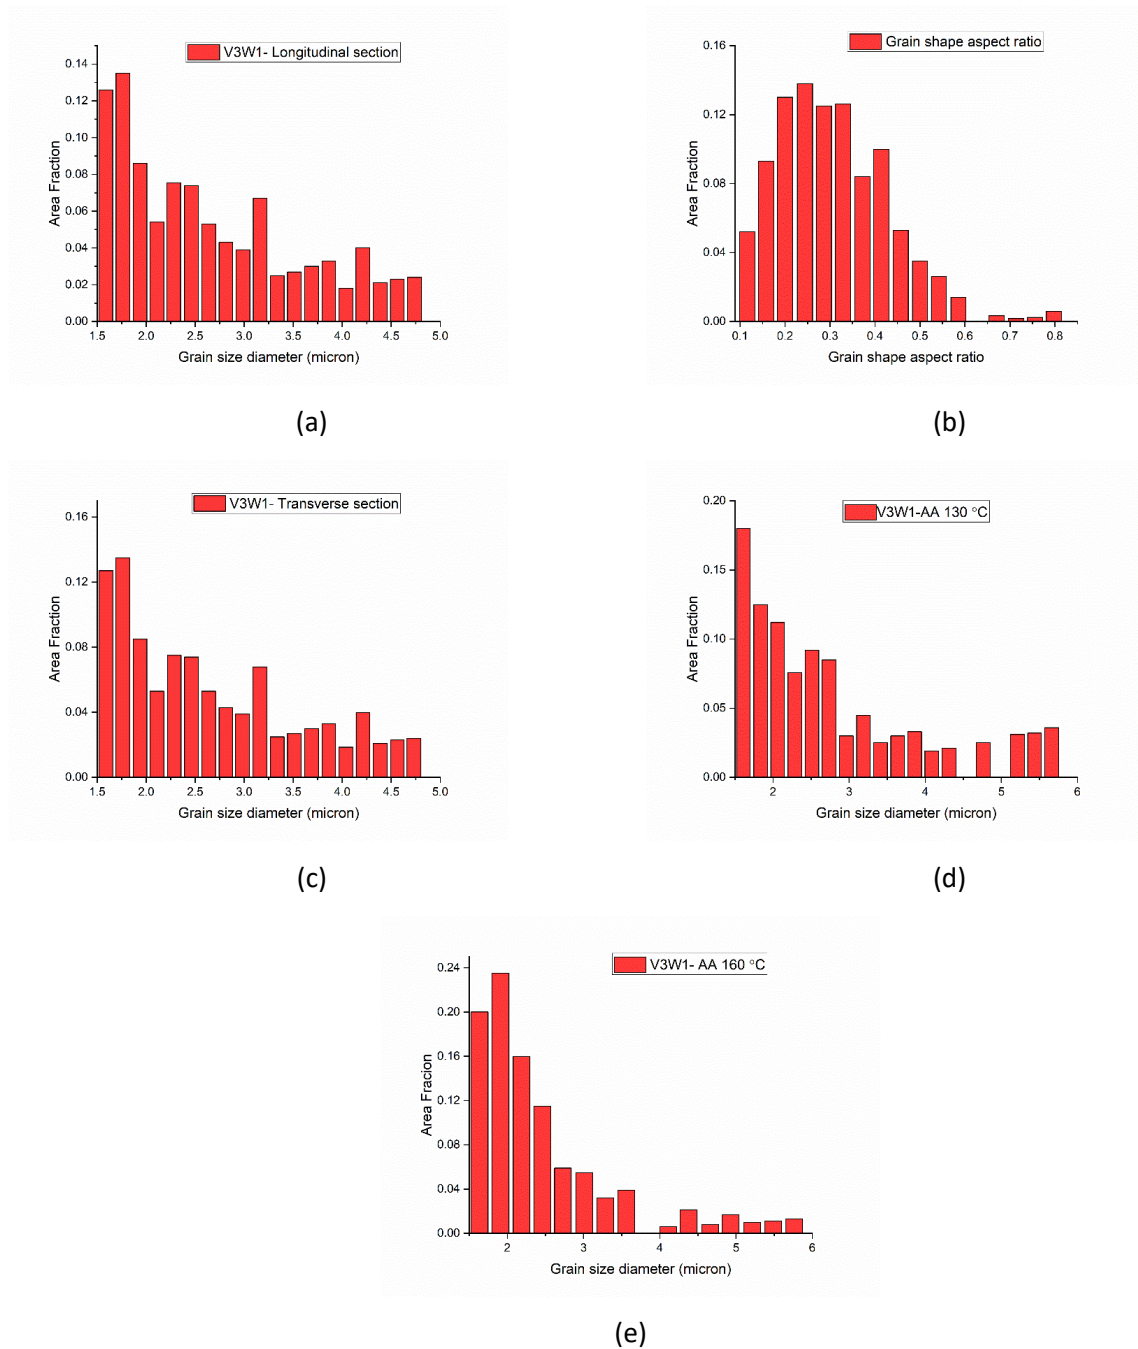 V3W1- Longitudinal section
0.14
0.12
0.10
0.08
0.06
0.04
0.02
0.00
Area Fraction
1.5 2.0 2.5 3.0 3.5 4.0 4.5 5.0
Grain size diameter (micron)
(a)
Grain shape aspect ratio
0.16
0.12
0.08
0.04
0.00
Area Fraction
0.1 0.2 0.3 0.4 0.5 0.6 0.7 0.8
Grain shape aspect ratio
(b)
V3W1- Transverse section
0.16
0.12
0.08
0.04
0.00
Area Fraction
1.5 2.0 2.5 3.0 3.5 4.0 4.5 5.0
Grain size diameter (micron)
(c)
V3W1-AA 130 °C
0.20
0.15
0.10
0.05
0.00
Area Fraction
2 3 4 5 6
Grain size diameter (micron)
(d)
V3W1- AA 160 °C
0.24
0.20
0.16
0.12
0.08
0.04
0.00
Area Fracion
2 3 4 5 6
Grain size diameter (micron)
(e)